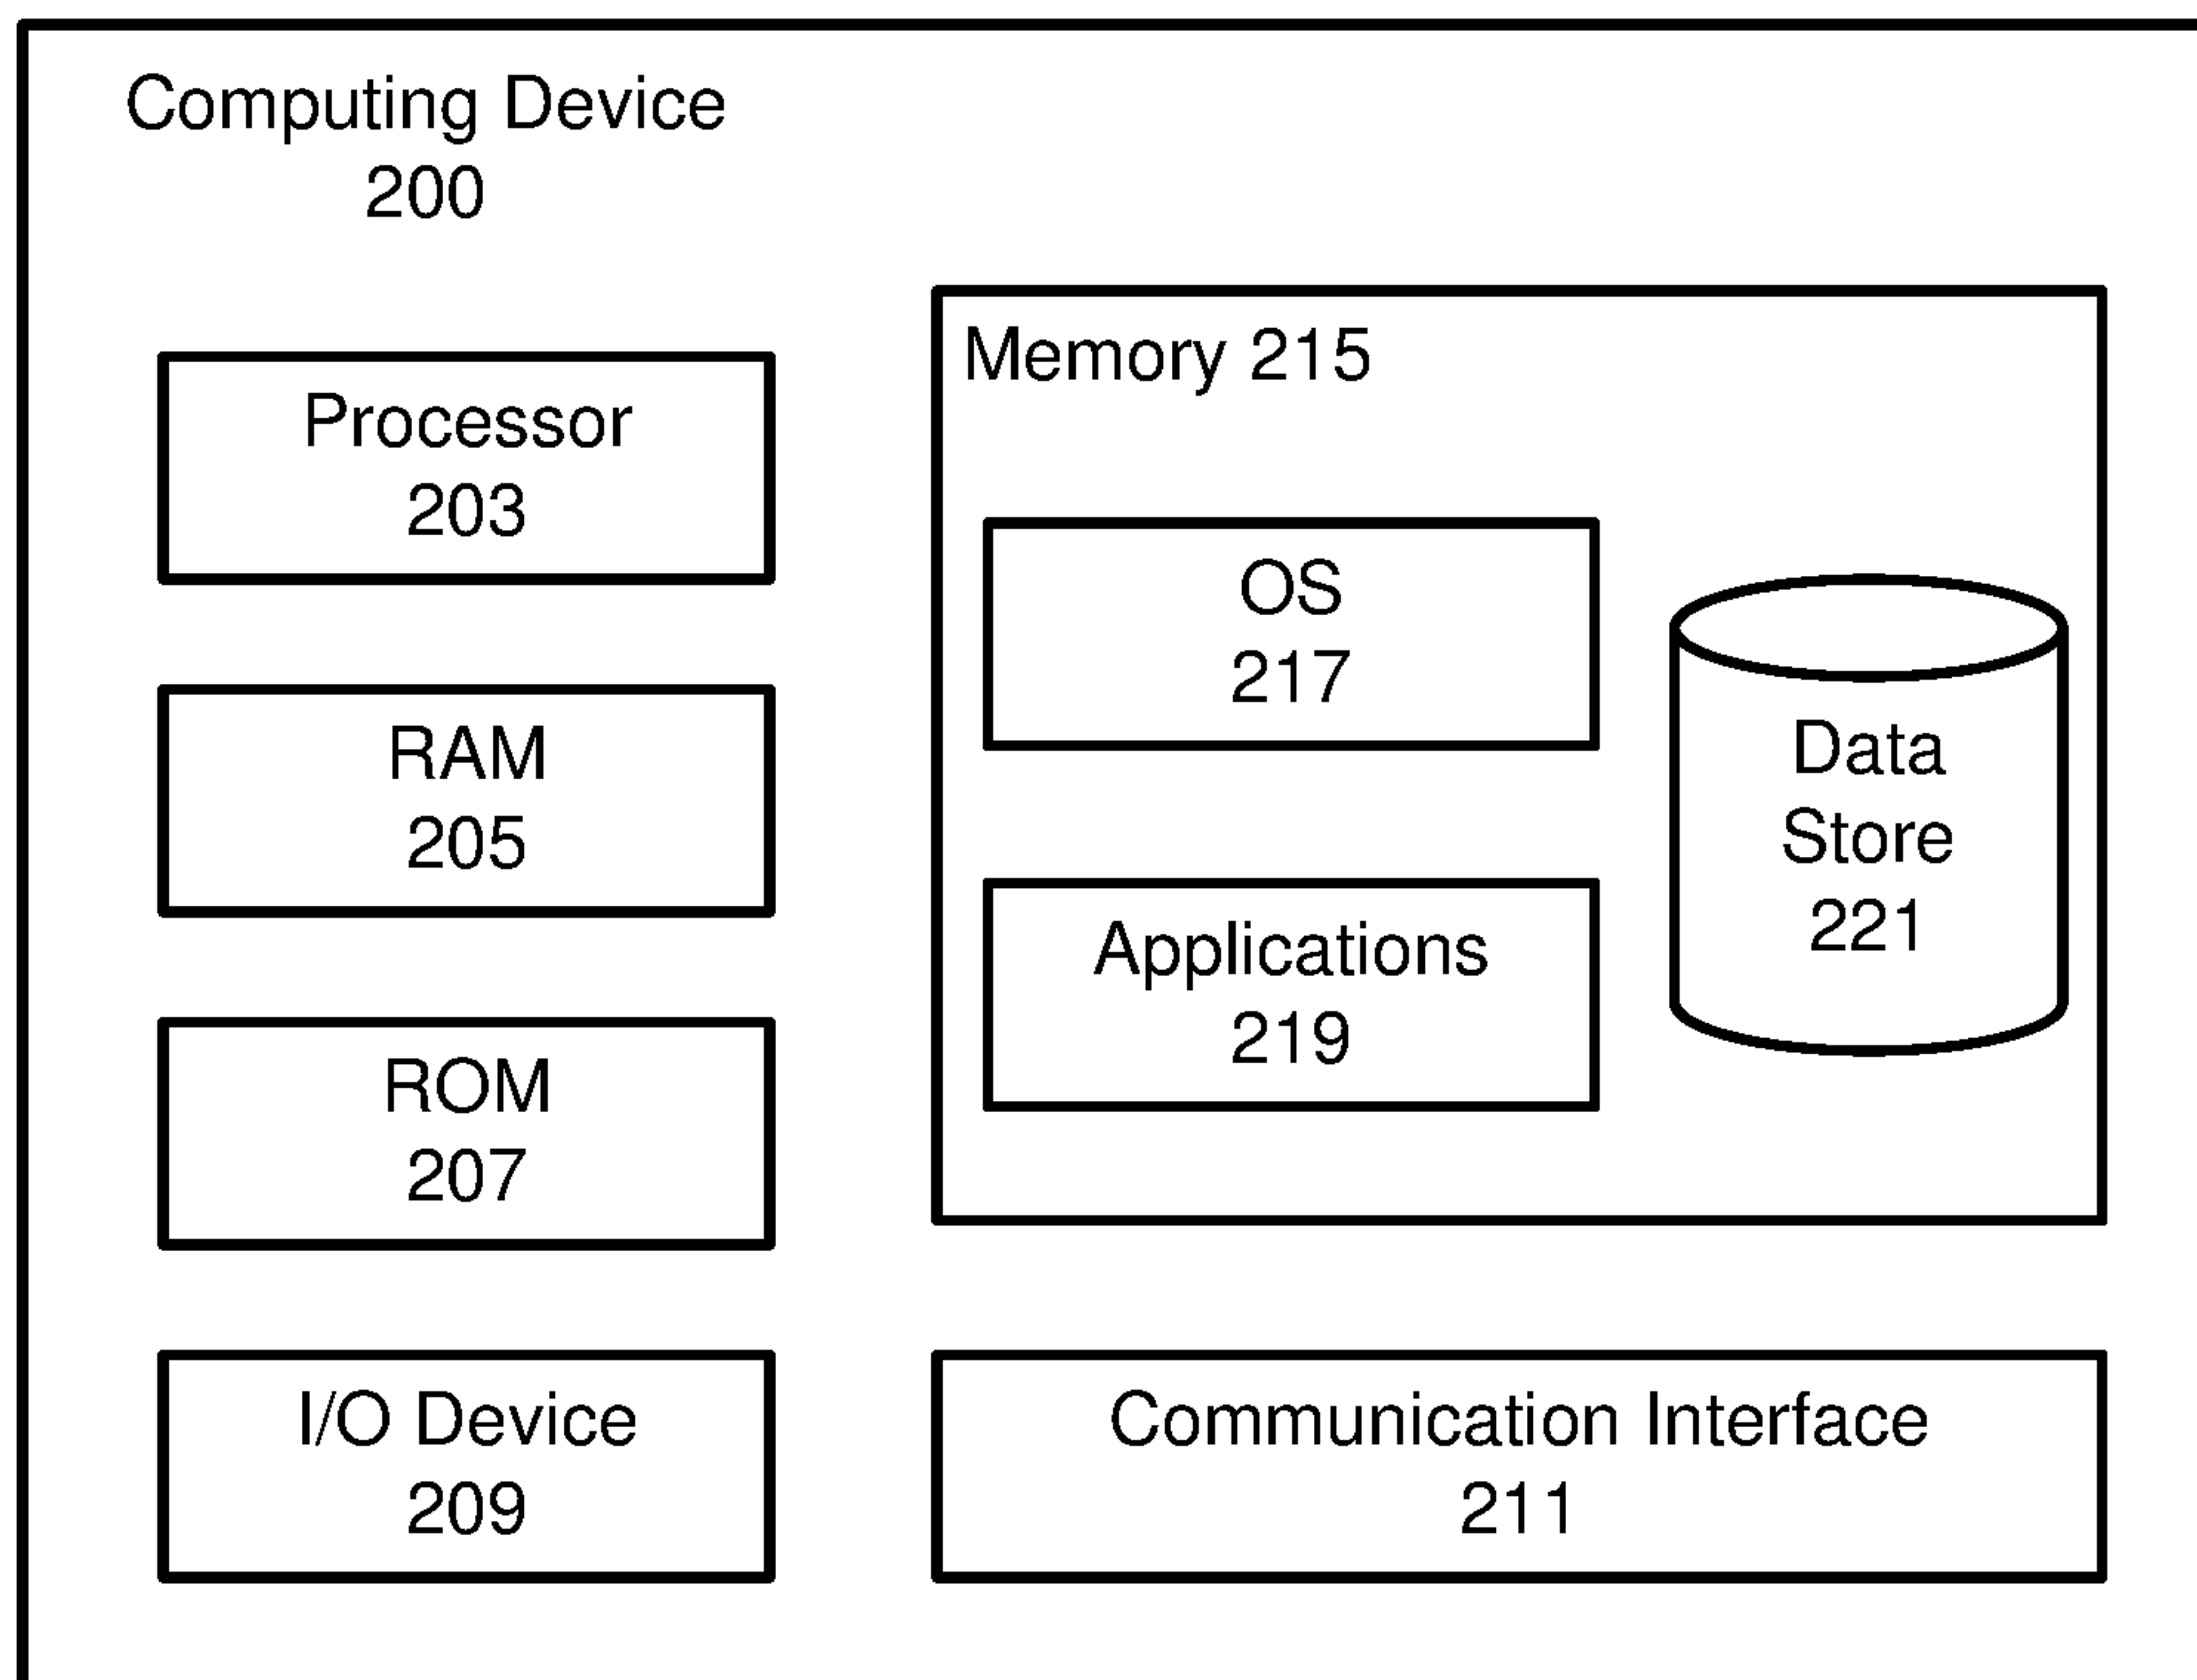 Computing Device
200
Processor
203
RAM
205
ROM
207
I/O Device
209
Memory 215
OS
217
Applications
219
Data
Store
221
Communication Interface
211